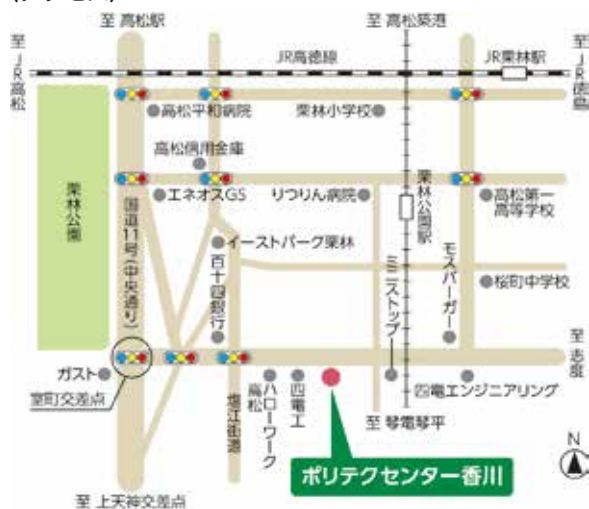 至 高松駅
至 高松築港
至 JR高松
JR高徳線
JR栗林駅
至 JR徳島
高松平和病院
栗林小学校
高松信用金庫
栗林公園
エネオスGS
りつりん病院
栗林公園駅
高松第一
高等学校
国道11号(中央通り)
イーストパーク栗林
百十四銀行
ミニストップ
モスバーガー
桜町中学校
至 志度
ガスト
室町交差点
塩江街道
ハローワーク
高松
四電工
四電エンジニアリング
至 琴電琴平
ポリテクセンター香川
N
至 上天神交差点